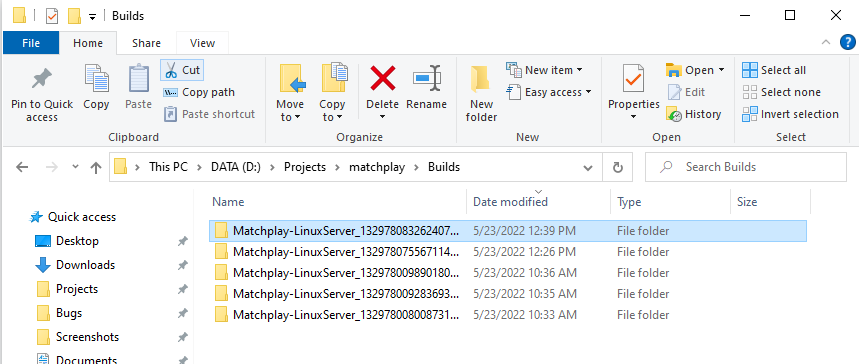 Builds
File Home Share View
Pin to Quick access
Copy
Paste
Cut
Copy path
Paste shortcut
Clipboard
Move to
Copy to
Delete
Rename
Organize
New folder
New item
Easy access
New
Properties
Open
Edit
History
Open
Select all
Select none
Invert selection
Select
This PC DATA (D:) Projects matchplay Builds
Search Builds
Name Date modified Type Size
Quick access
Desktop
Downloads
Projects
Bugs
Screenshots
Documents
Matchplay-LinuxServer_132978083262407... 5/23/2022 12:39 PM File folder
Matchplay-LinuxServer_132978075567114... 5/23/2022 12:26 PM File folder
Matchplay-LinuxServer_132978009890180... 5/23/2022 10:36 AM File folder
Matchplay-LinuxServer_132978009283693... 5/23/2022 10:35 AM File folder
Matchplay-LinuxServer_132978008008731... 5/23/2022 10:33 AM File folder